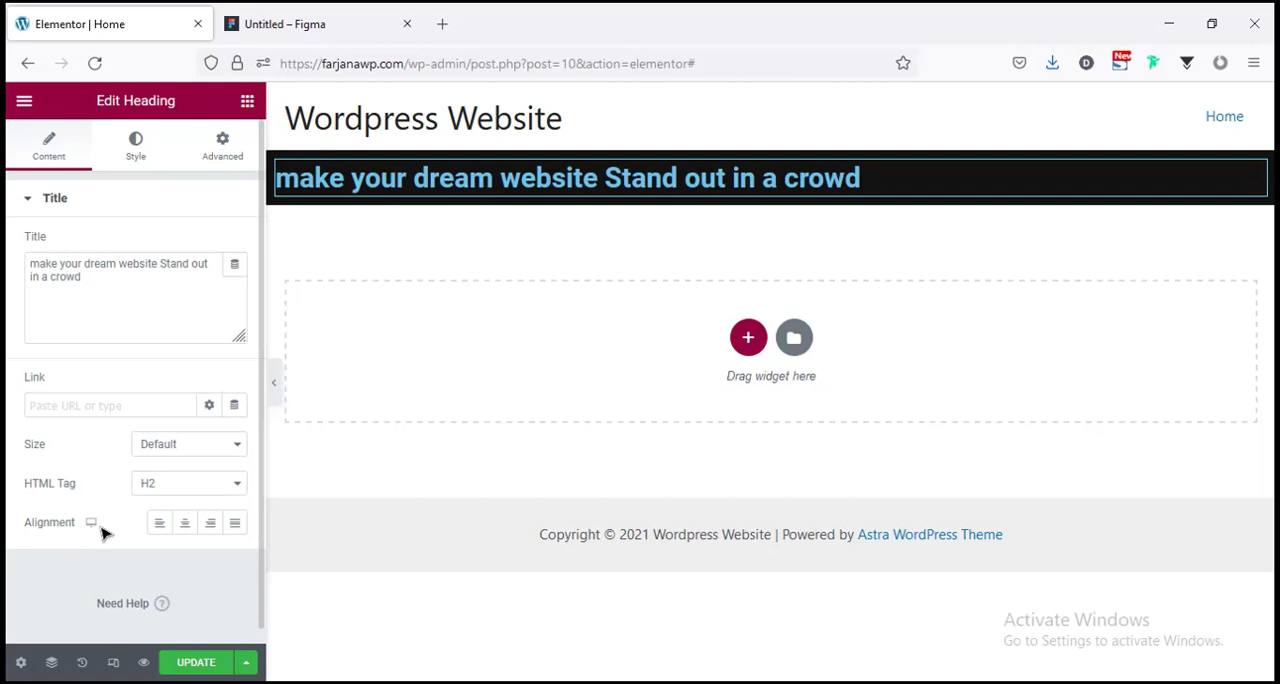 Elementor | Home
Untitled – Figma
https://farjanawp.com/wp-admin/post.php?post=10&action=elementor#
New
D
Edit Heading
Content
Style
Advanced
Title
Title
make your dream website Stand out
in a crowd
Link
Paste URL or type
Size
Default
HTML Tag
H2
Alignment
Need Help ?
UPDATE
Wordpress Website
Home
make your dream website Stand out in a crowd
Drag widget here
Copyright © 2021 Wordpress Website | Powered by Astra WordPress Theme
Activate Windows
Go to Settings to activate Windows.